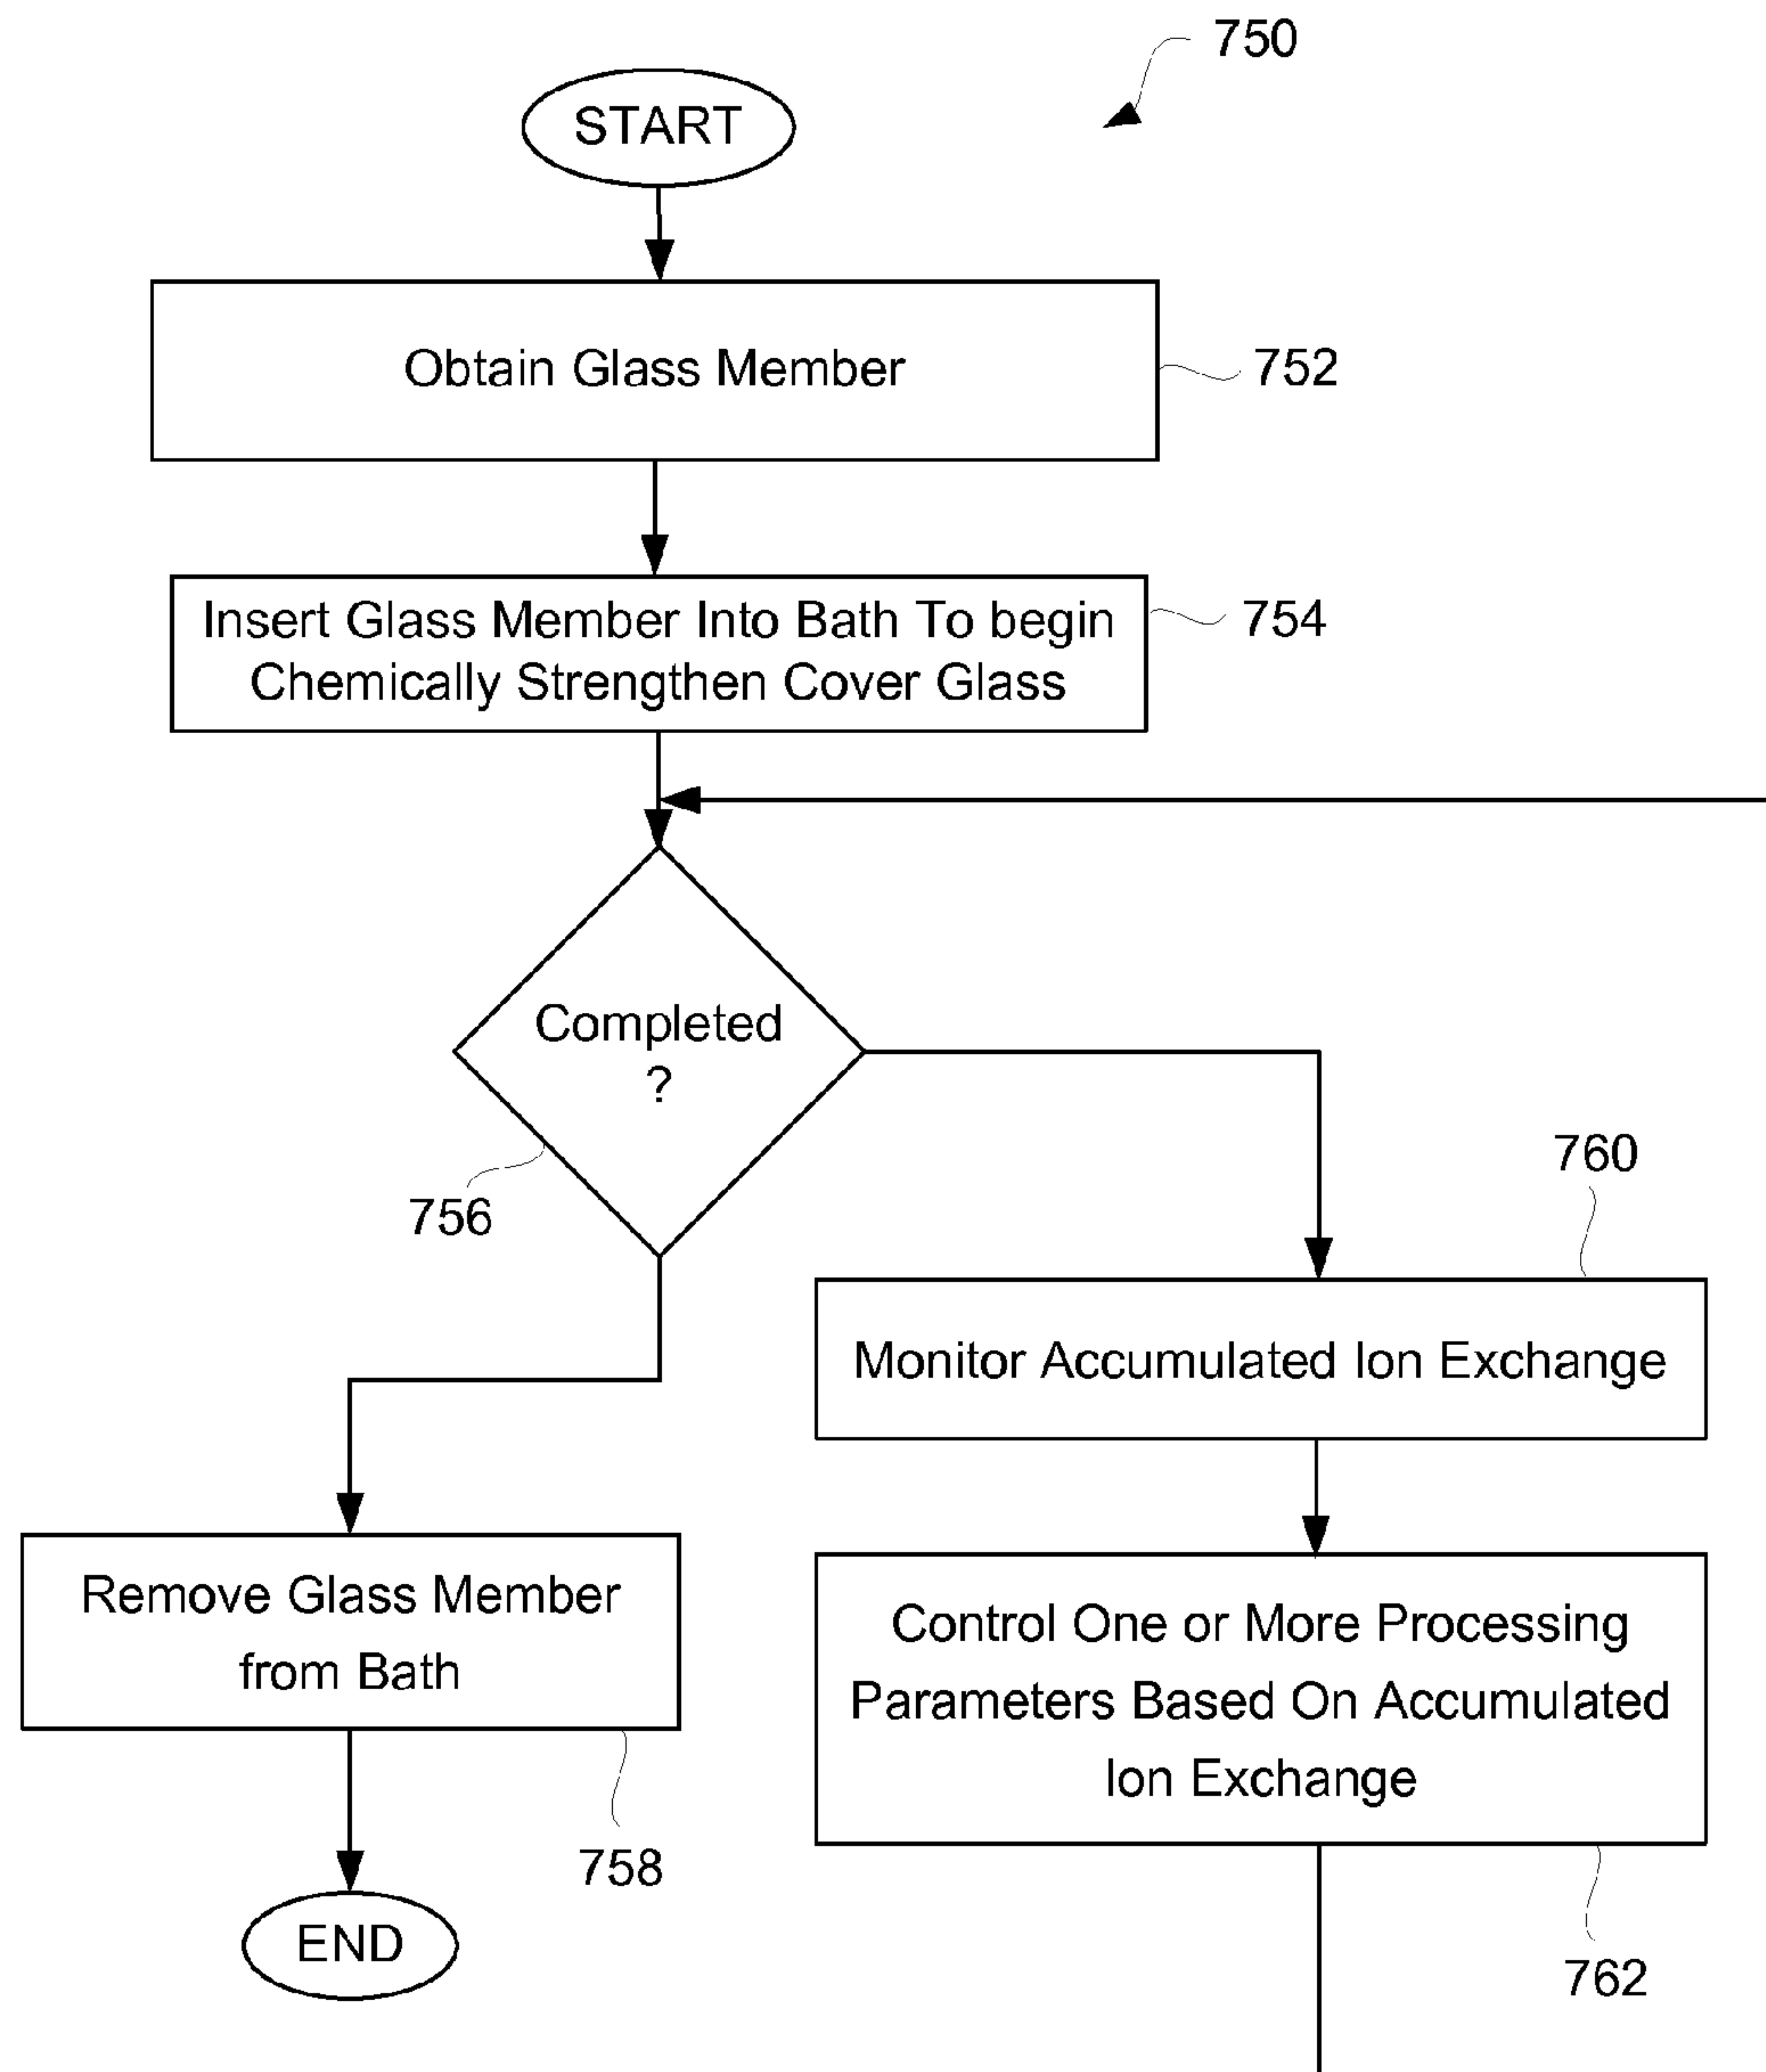 750
START
Obtain Glass Member
752
Insert Glass Member Into Bath To begin
Chemically Strengthen Cover Glass
754
Completed
?
756
760
Monitor Accumulated Ion Exchange
Remove Glass Member
from Bath
758
Control One or More Processing
Parameters Based On Accumulated
Ion Exchange
762
END